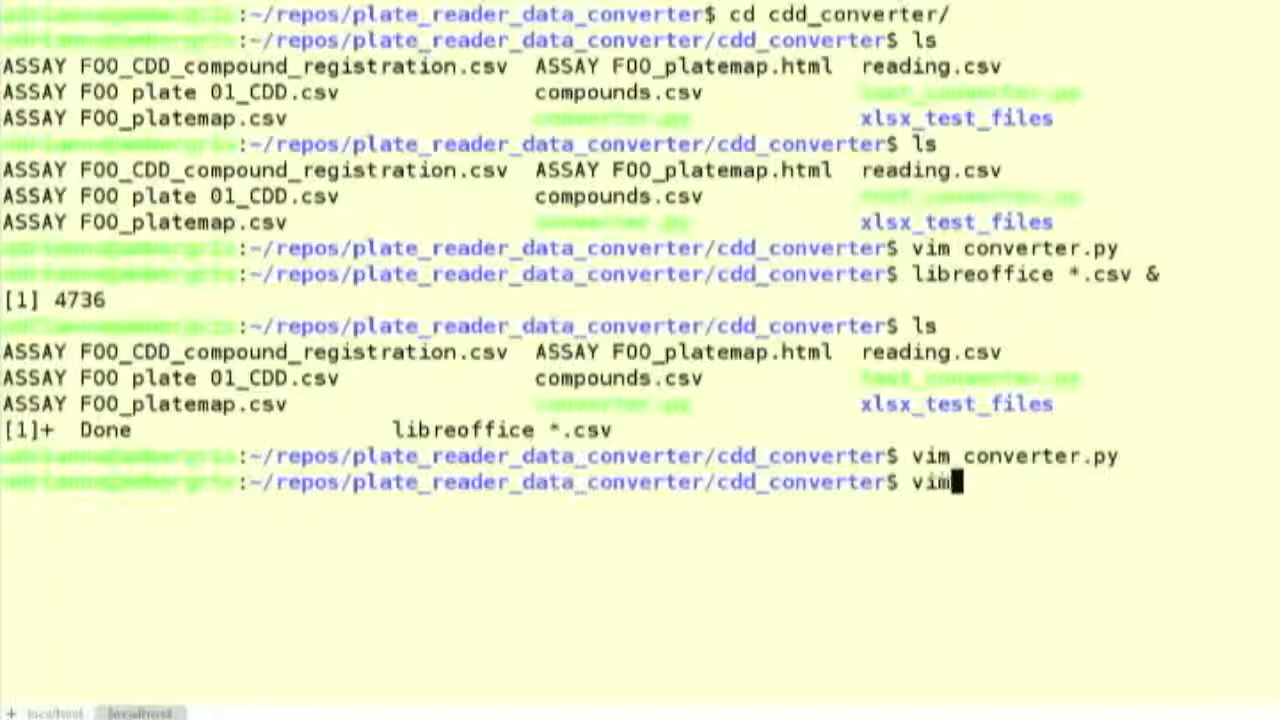 :~/repos/plate_reader_data_converter$ cd cdd_converter/
:~/repos/plate_reader_data_converter/cdd_converter$ ls
ASSAY FOO_CDD_compound_registration.csv ASSAY FOO_platemap.html reading.csv
ASSAY FOO plate 01_CDD.csv compounds.csv
ASSAY FOO_platemap.csv xlsx_test_files
:~/repos/plate_reader_data_converter/cdd_converter$ ls
ASSAY FOO_CDD_compound_registration.csv ASSAY FOO_platemap.html reading.csv
ASSAY FOO plate 01_CDD.csv compounds.csv
ASSAY FOO_platemap.csv xlsx_test_files
:~/repos/plate_reader_data_converter/cdd_converter$ vim converter.py
:~/repos/plate_reader_data_converter/cdd_converter$ libreoffice *.csv &
[1] 4736
:~/repos/plate_reader_data_converter/cdd_converter$ ls
ASSAY FOO_CDD_compound_registration.csv ASSAY FOO_platemap.html reading.csv
ASSAY FOO plate 01_CDD.csv compounds.csv
ASSAY FOO_platemap.csv xlsx_test_files
[1]+ Done libreoffice *.csv
:~/repos/plate_reader_data_converter/cdd_converter$ vim converter.py
:~/repos/plate_reader_data_converter/cdd_converter$ vim
+ localhost localhost